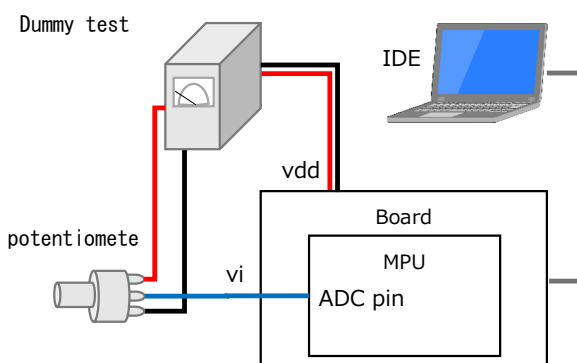 Dummy test
IDE
vdd
Board
potentiomete
MPU
vi
ADC pin